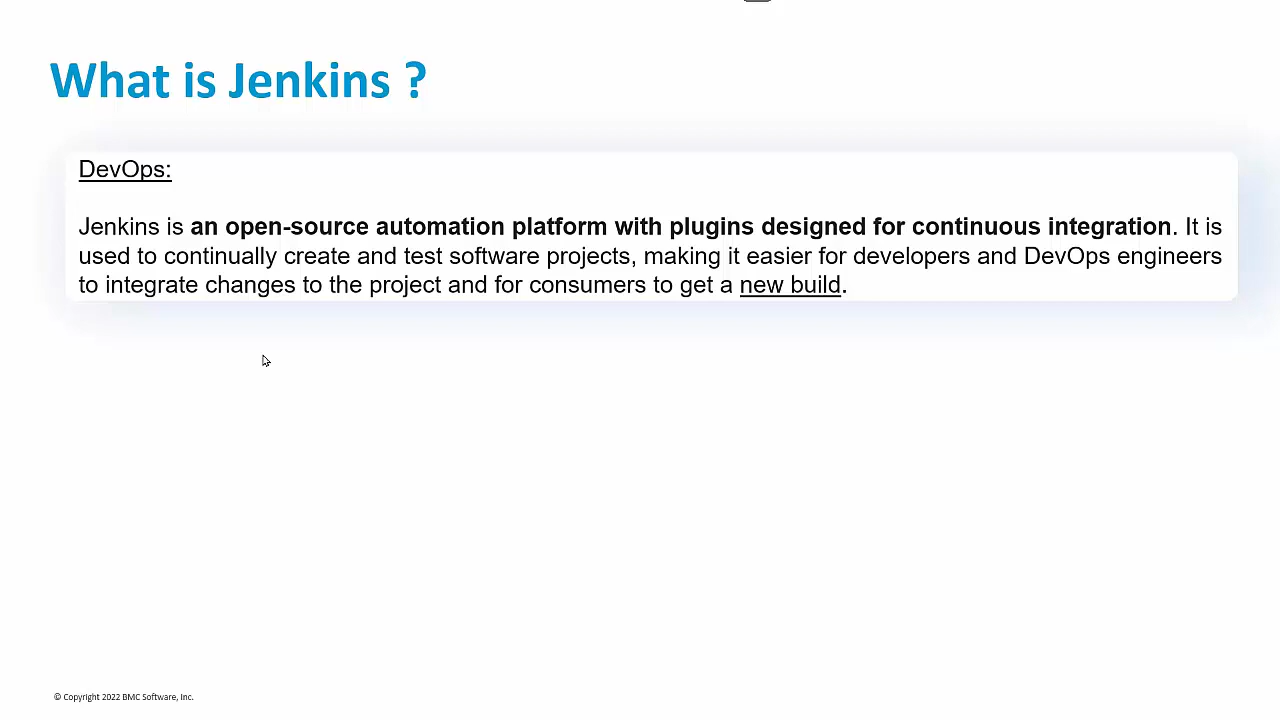 What is Jenkins ?
DevOps:
Jenkins is an open-source automation platform with plugins designed for continuous integration. It is
used to continually create and test software projects, making it easier for developers and DevOps engineers
to integrate changes to the project and for consumers to get a new build.
© Copyright 2022 BMC Software, Inc.